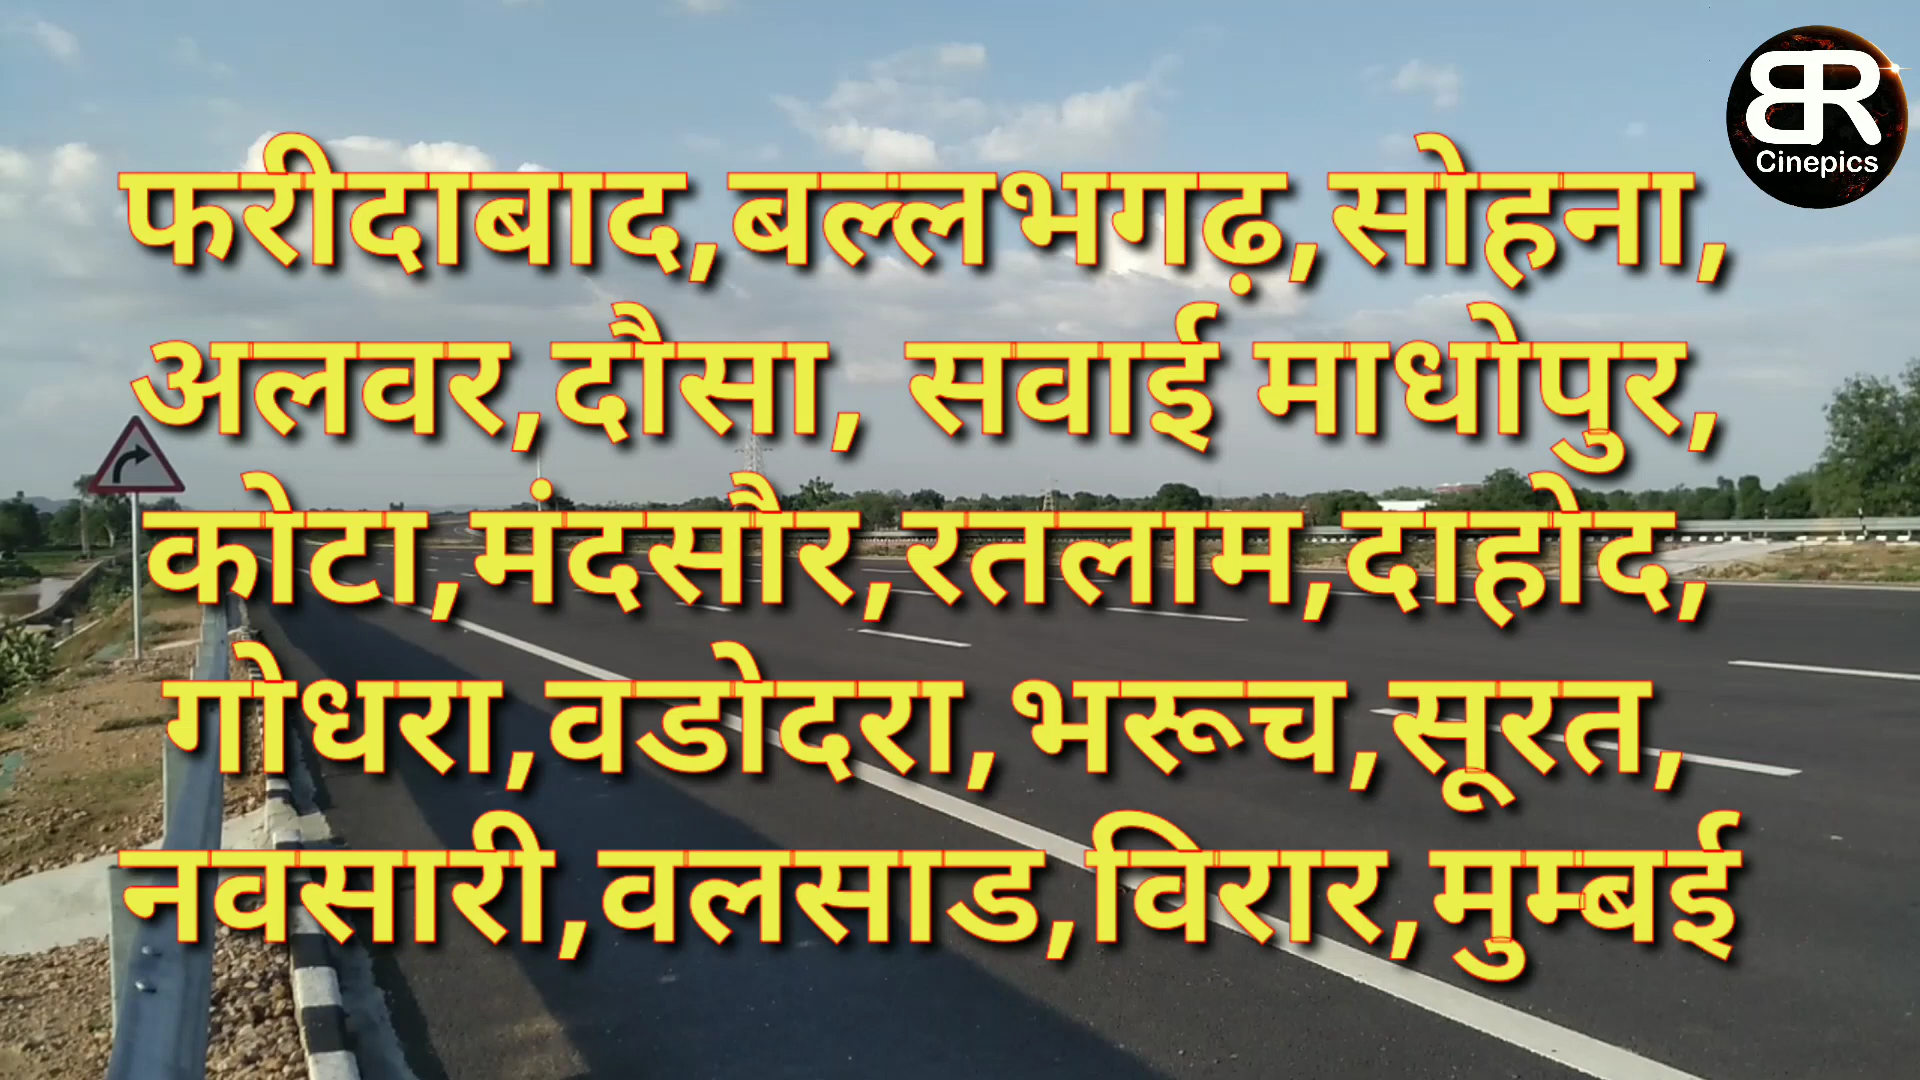 BR
Cinepics
फरीदाबाद,बल्लभगढ़,सोहना,
अलवर,दौसा, सवाई माधोपुर,
कोटा,मंदसौर,रतलाम,दाहोद,
गोधरा,वडोदरा,भरूच,सूरत,
नवसारी,वलसाड,विरार,मुम्बई